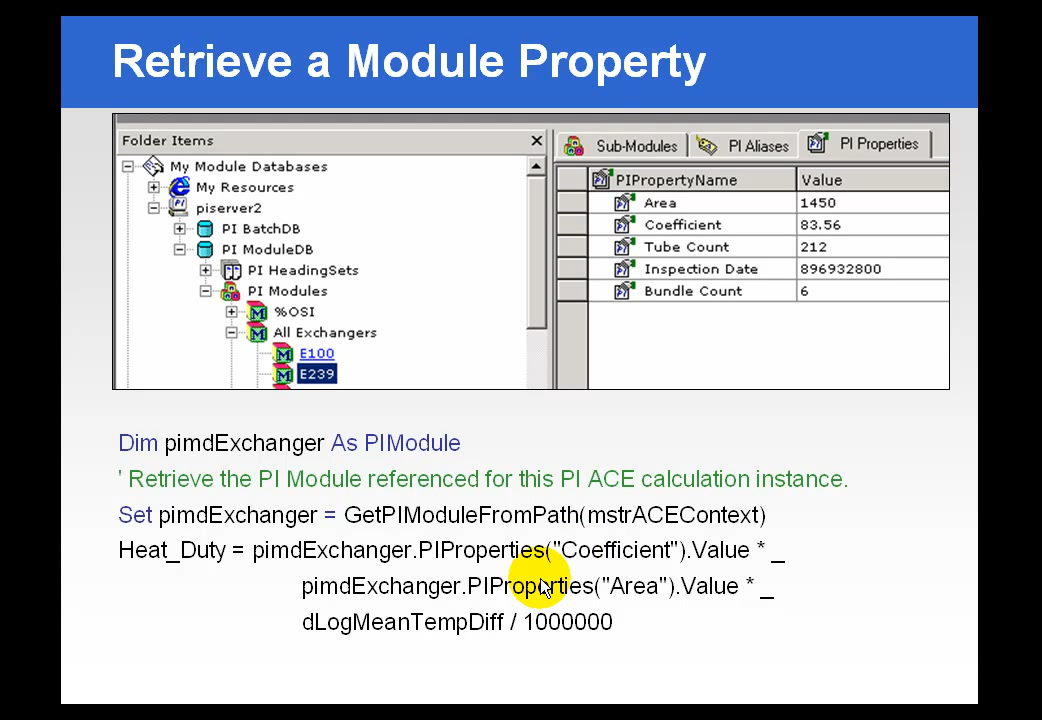 Retrieve a Module Property
Folder Items
My Module Databases
My Resources
piserver2
PI BatchDB
PI ModuleDB
PI HeadingSets
PI Modules
%OSI
All Exchangers
E100
E239
Sub-Modules PI Aliases PI Properties
PIPropertyName Value
Area 1450
Coefficient 83.56
Tube Count 212
Inspection Date 896932800
Bundle Count 6
Dim pimdExchanger As PIModule
' Retrieve the PI Module referenced for this PI ACE calculation instance.
Set pimdExchanger = GetPIModuleFromPath(mstrACEContext)
Heat_Duty = pimdExchanger.PIProperties("Coefficient").Value * _
pimdExchanger.PIProperties("Area").Value * _
dLogMeanTempDiff / 1000000